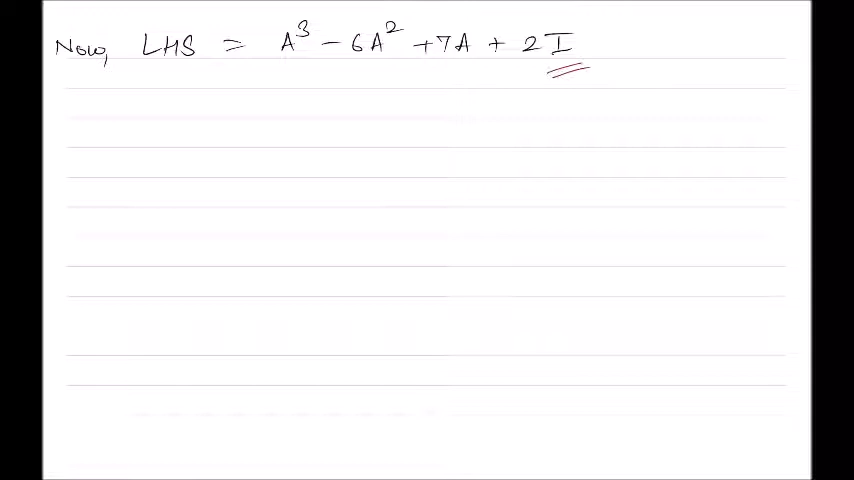 Now, LHS = A³ - 6A² + 7A + 2I